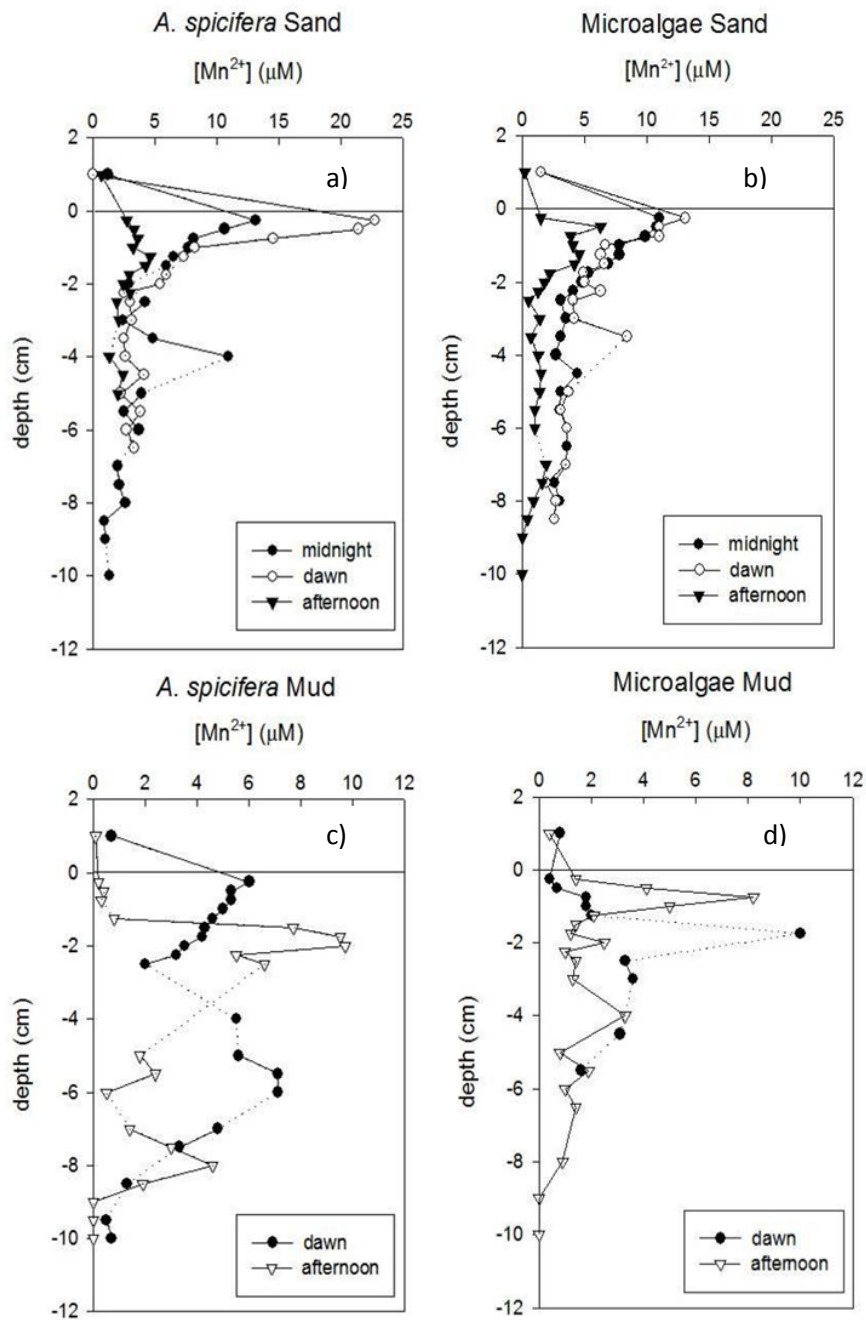 A. spicifera Sand
[Mn2+] (μM)
0 5 10 15 20 25
2
0
-2
-4
-6
-8
-10
-12
depth (cm)
a)
midnight
dawn
afternoon
Microalgae Sand
[Mn2+] (μM)
0 5 10 15 20 25
2
0
-2
-4
-6
-8
-10
-12
depth (cm)
b)
midnight
dawn
afternoon
A. spicifera Mud
[Mn2+] (μM)
0 2 4 6 8 10 12
2
0
-2
-4
-6
-8
-10
-12
depth (cm)
c)
dawn
afternoon
Microalgae Mud
[Mn2+] (μM)
0 2 4 6 8 10 12
2
0
-2
-4
-6
-8
-10
-12
depth (cm)
d)
dawn
afternoon